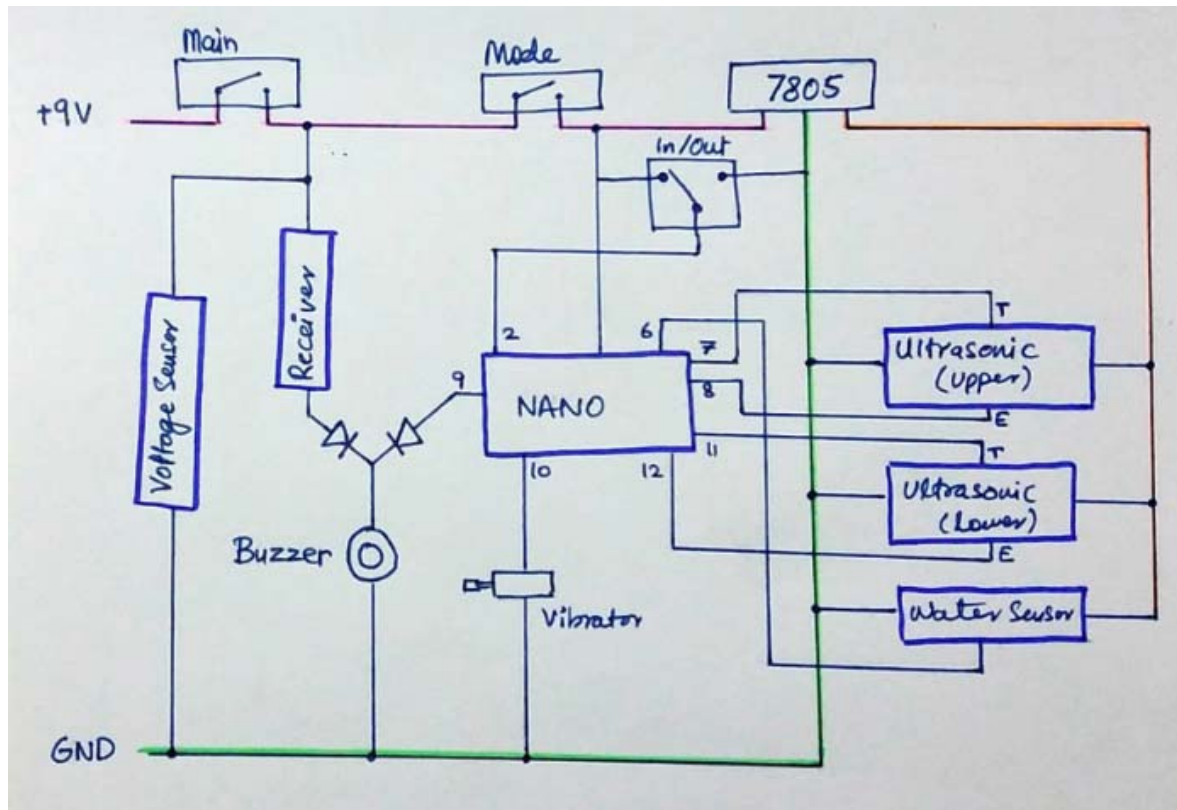 Main
Mode
7805
+9V
In/Out
2
6
7
T
Ultrasonic
(Upper)
8
E
9
NANO
Receiver
Voltage Sensor
10
12
11
T
Ultrasonic
(Lower)
E
Buzzer
Vibrator
Water Sensor
GND